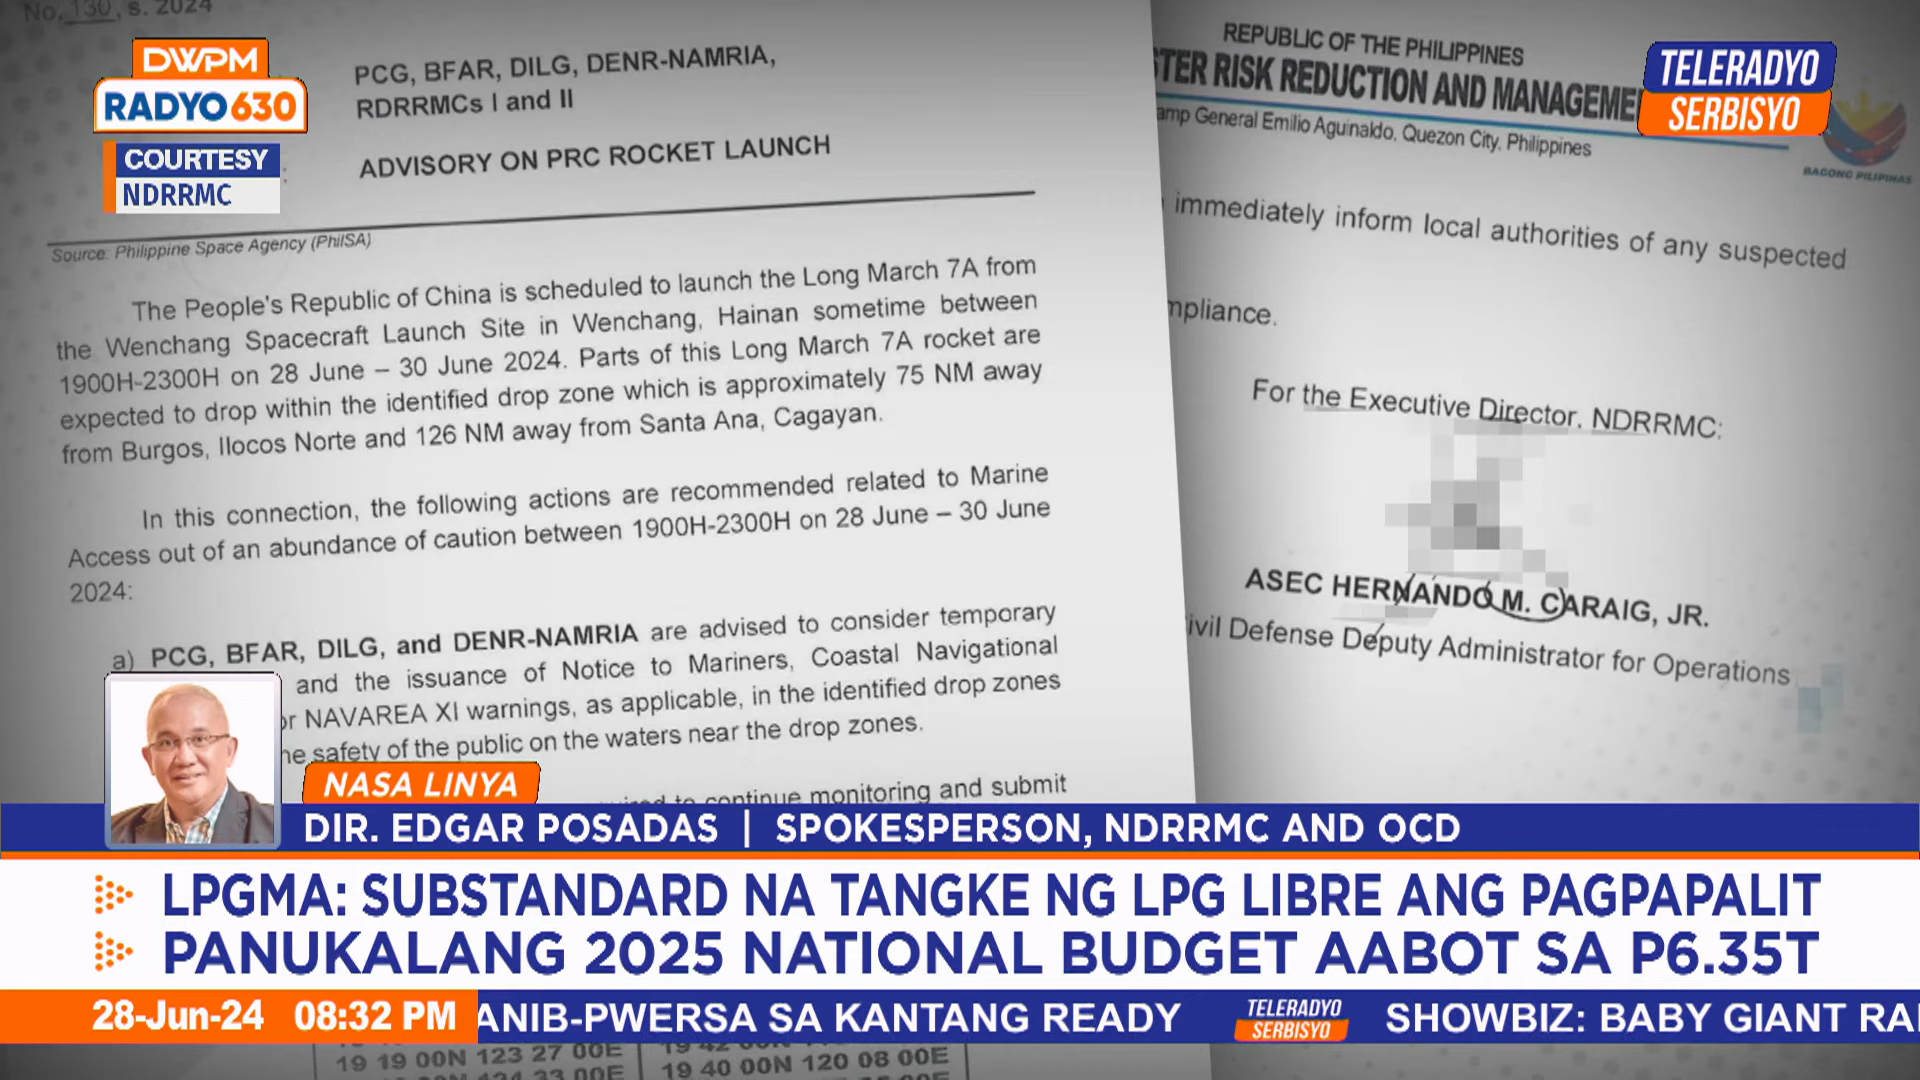 No. 130, s. 2024
DWPM
RADYO 630
COURTESY
NDRRMC
PCG, BFAR, DILG, DENR-NAMRIA,
RDRRMCs I and II
ADVISORY ON PRC ROCKET LAUNCH
Source: Philippine Space Agency (PhilSA)
The People's Republic of China is scheduled to launch the Long March 7A from
the Wenchang Spacecraft Launch Site in Wenchang, Hainan sometime between
1900H-2300H on 28 June – 30 June 2024. Parts of this Long March 7A rocket are
expected to drop within the identified drop zone which is approximately 75 NM away
from Burgos, Ilocos Norte and 126 NM away from Santa Ana, Cagayan.
In this connection, the following actions are recommended related to Marine
Access out of an abundance of caution between 1900H-2300H on 28 June – 30 June
2024:
a) PCG, BFAR, DILG, and DENR-NAMRIA are advised to consider temporary
and the issuance of Notice to Mariners, Coastal Navigational
or NAVAREA XI warnings, as applicable, in the identified drop zones
he safety of the public on the waters near the drop zones.
to continue monitoring and submit
REPUBLIC OF THE PHILIPPINES
TER RISK REDUCTION AND MANAGEME
amp General Emilio Aguinaldo, Quezon City, Philippines
TELERADYO
SERBISYO
BAGONG PILIPINAS
immediately inform local authorities of any suspected
mpliance.
For the Executive Director, NDRRMC:
ASEC HERNANDO M. CARAIG, JR.
ivil Defense Deputy Administrator for Operations
NASA LINYA
DIR. EDGAR POSADAS | SPOKESPERSON, NDRRMC AND OCD
LPGMA: SUBSTANDARD NA TANGKE NG LPG LIBRE ANG PAGPAPALIT
PANUKALANG 2025 NATIONAL BUDGET AABOT SA P6.35T
28-Jun-24 08:32 PM ANIB-PWERSA SA KANTANG READY TELERADYO SERBISYO SHOWBIZ: BABY GIANT RA
19 19 00N 123 27 00E
19 40 00N 120 08 00E